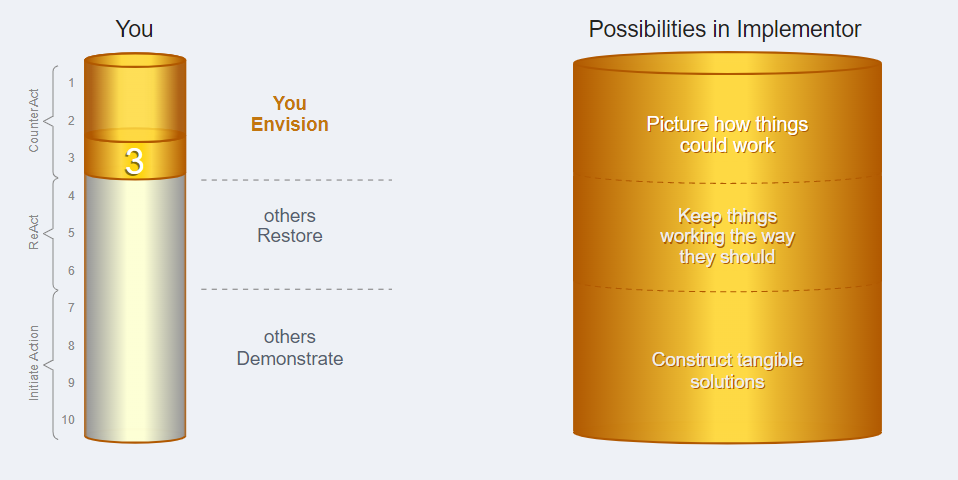 You
Possibilities in Implementor
CounterAct
1
2
3
3
You
Envision
Picture how things
could work
ReAct
4
5
6
others
Restore
Keep things
working the way
they should
Initiate Action
7
8
9
10
others
Demonstrate
Construct tangible
solutions